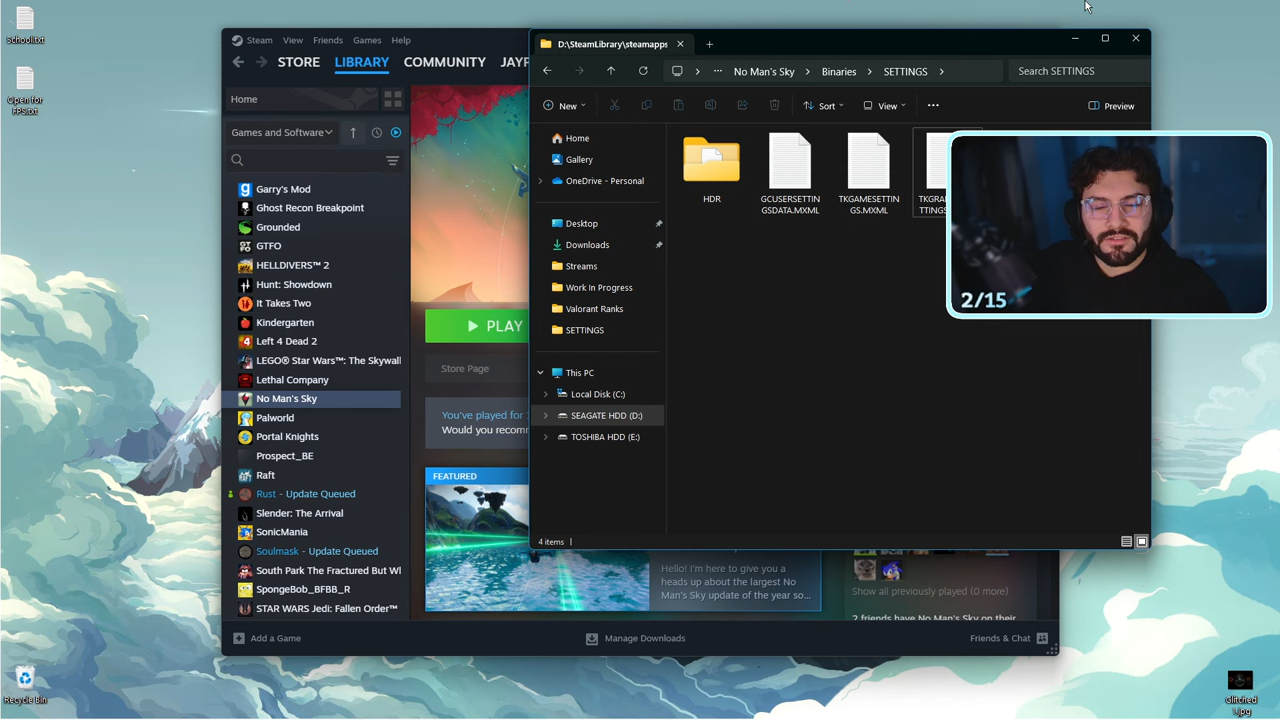 School.txt
Open for
FPS.txt
Recycle Bin
Steam View Friends Games Help
STORE LIBRARY COMMUNITY JAYF
Home
Games and Software
Garry's Mod
Ghost Recon Breakpoint
Grounded
GTFO
HELLDIVERS™ 2
Hunt: Showdown
It Takes Two
Kindergarten
Left 4 Dead 2
LEGO® Star Wars™: The Skywall
Lethal Company
No Man's Sky
Palworld
Portal Knights
Prospect_BE
Raft
Rust - Update Queued
Slender: The Arrival
SonicMania
Soulmask - Update Queued
South Park The Fractured But Wl
SpongeBob_BFBB_R
STAR WARS Jedi: Fallen Order™
PLAY
Store Page
You've played for
Would you recom
FEATURED
Hello! I'm here to give you a
heads up about the largest No
Man's Sky update of the year so...
Show all previously played (0 more)
2 friends have No Man's Sky on their
Add a Game
Manage Downloads
Friends & Chat
D:\SteamLibrary\steamapps
No Man's Sky > Binaries > SETTINGS >
Search SETTINGS
New
Sort
View
Preview
Home
Gallery
OneDrive - Personal
Desktop
Downloads
Streams
Work In Progress
Valorant Ranks
SETTINGS
This PC
Local Disk (C:)
SEAGATE HDD (D:)
TOSHIBA HDD (E:)
HDR
GCUSERSETTIN
GSDATA.MXML
TKGAMESETTIN
GS.MXML
TKGRA
TTINGS
4 items
2/15
Glitched